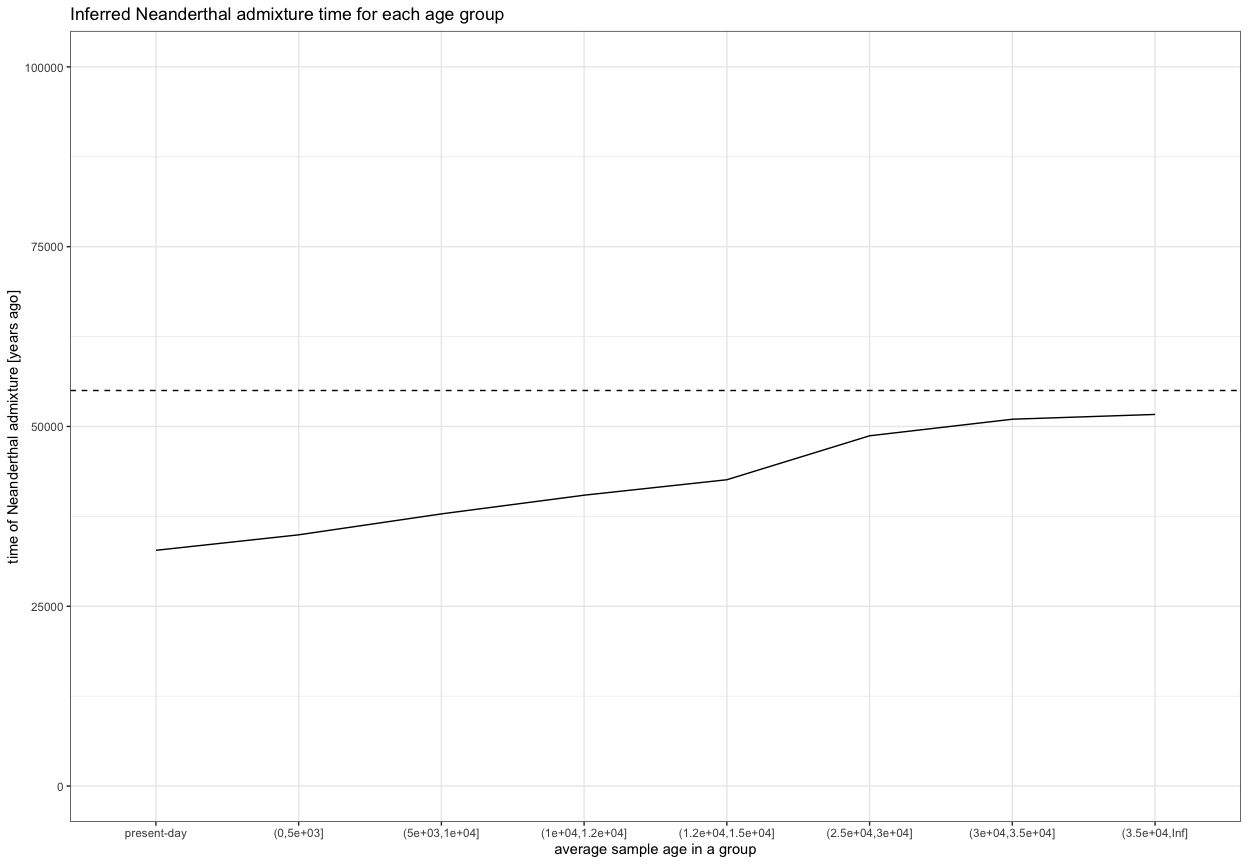 Inferred Neanderthal admixture time for each age group
time of Neanderthal admixture [years ago]
100000
75000
50000
25000
0
present-day
(0,5e+03]
(5e+03,1e+04]
(1e+04,1.2e+04]
(1.2e+04,1.5e+04]
(2.5e+04,3e+04]
(3e+04,3.5e+04]
(3.5e+04,Inf]
average sample age in a group